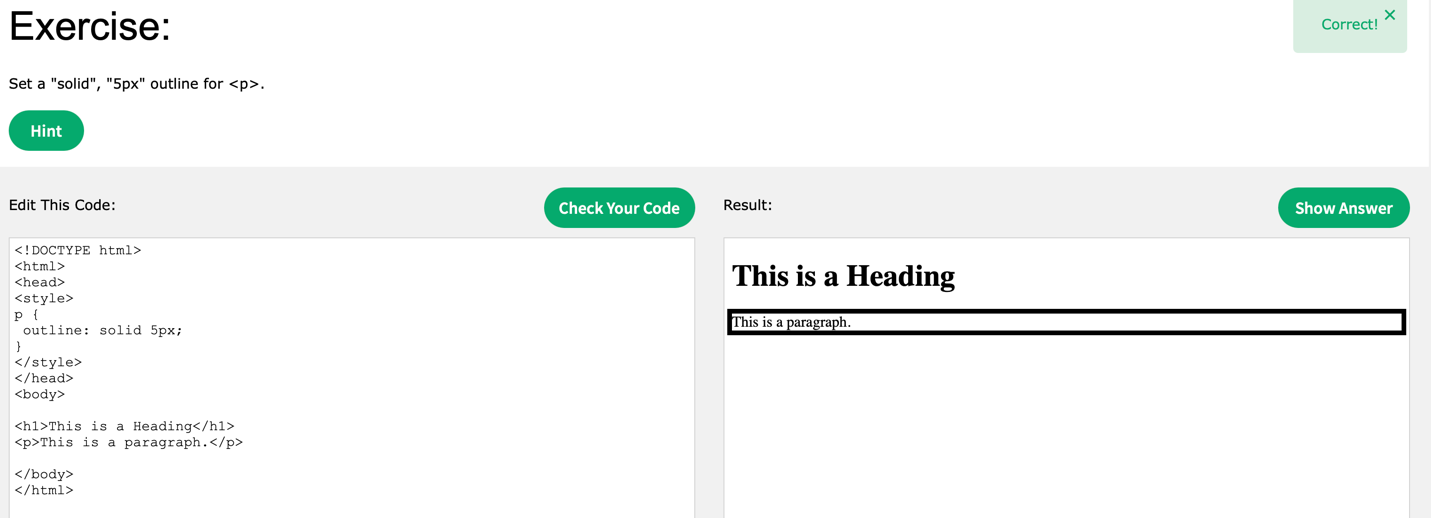 Exercise:
Correct! ×
Set a "solid", "5px" outline for <p>.
Hint
Edit This Code:
Check Your Code
<!DOCTYPE html>
<html>
<head>
<style>
p {
 outline: solid 5px;
}
</style>
</head>
<body>
<h1>This is a Heading</h1>
<p>This is a paragraph.</p>
</body>
</html>
Result:
Show Answer
This is a Heading
This is a paragraph.